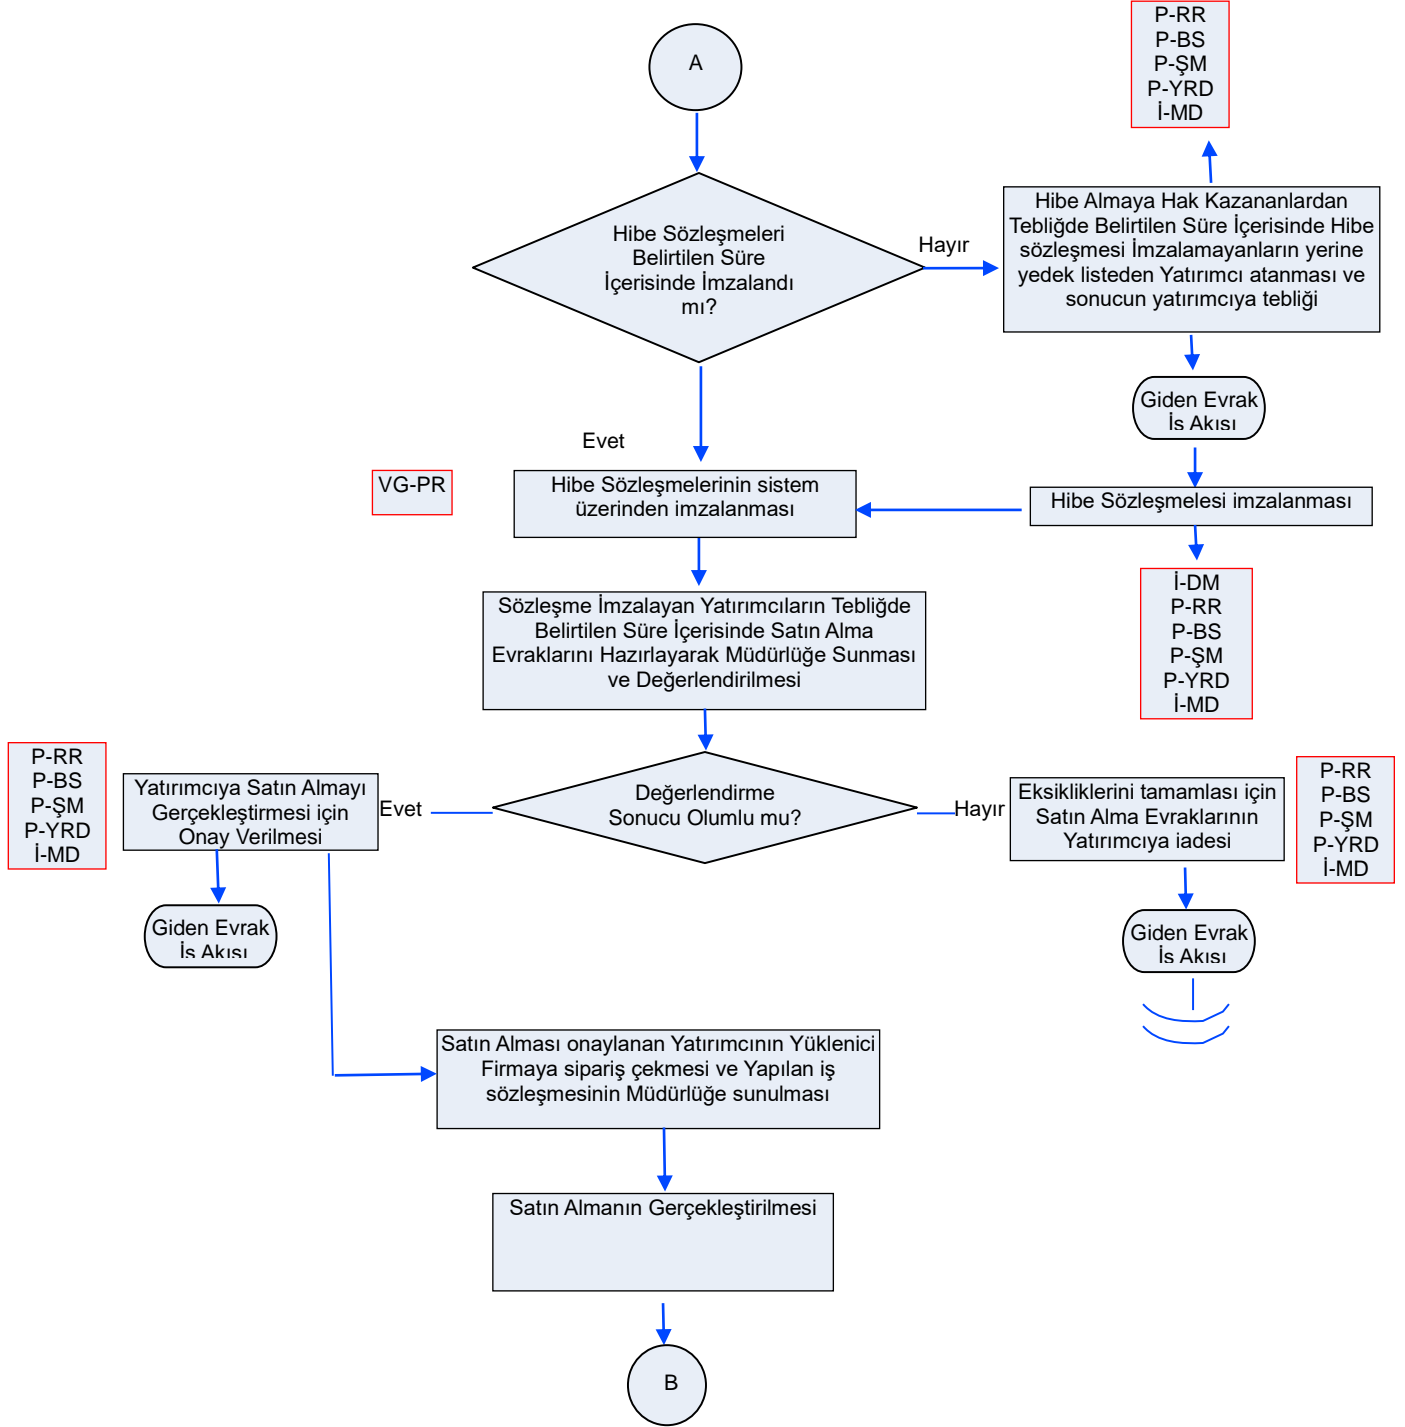 A
P-RR
P-BS
P-ŞM
P-YRD
İ-MD
Hibe Sözleşmeleri
Belirtilen Süre
İçerisinde İmzalandı
mı?
Hayır
Hibe Almaya Hak Kazananlardan
Tebliğde Belirtilen Süre İçerisinde Hibe
sözleşmesi İmzalamayanların yerine
yedek listeden Yatırımcı atanması ve
sonucun yatırımcıya tebliği
Giden Evrak
İş Akışı
Evet
VG-PR
Hibe Sözleşmelerinin sistem
üzerinden imzalanması
Hibe Sözleşmelesi imzalanması
İ-DM
P-RR
P-BS
P-ŞM
P-YRD
İ-MD
Sözleşme İmzalayan Yatırımcıların Tebliğde
Belirtilen Süre İçerisinde Satın Alma
Evraklarını Hazırlayarak Müdürlüğe Sunması
ve Değerlendirilmesi
P-RR
P-BS
P-ŞM
P-YRD
İ-MD
Yatırımcıya Satın Almayı
Gerçekleştirmesi için
Onay Verilmesi
Evet
Değerlendirme
Sonucu Olumlu mu?
Hayır
Eksikliklerini tamamlası için
Satın Alma Evraklarının
Yatırımcıya iadesi
P-RR
P-BS
P-ŞM
P-YRD
İ-MD
Giden Evrak
İş Akışı
Giden Evrak
İş Akışı
Satın Alması onaylanan Yatırımcının Yüklenici
Firmaya sipariş çekmesi ve Yapılan iş
sözleşmesinin Müdürlüğe sunulması
Satın Almanın Gerçekleştirilmesi
B